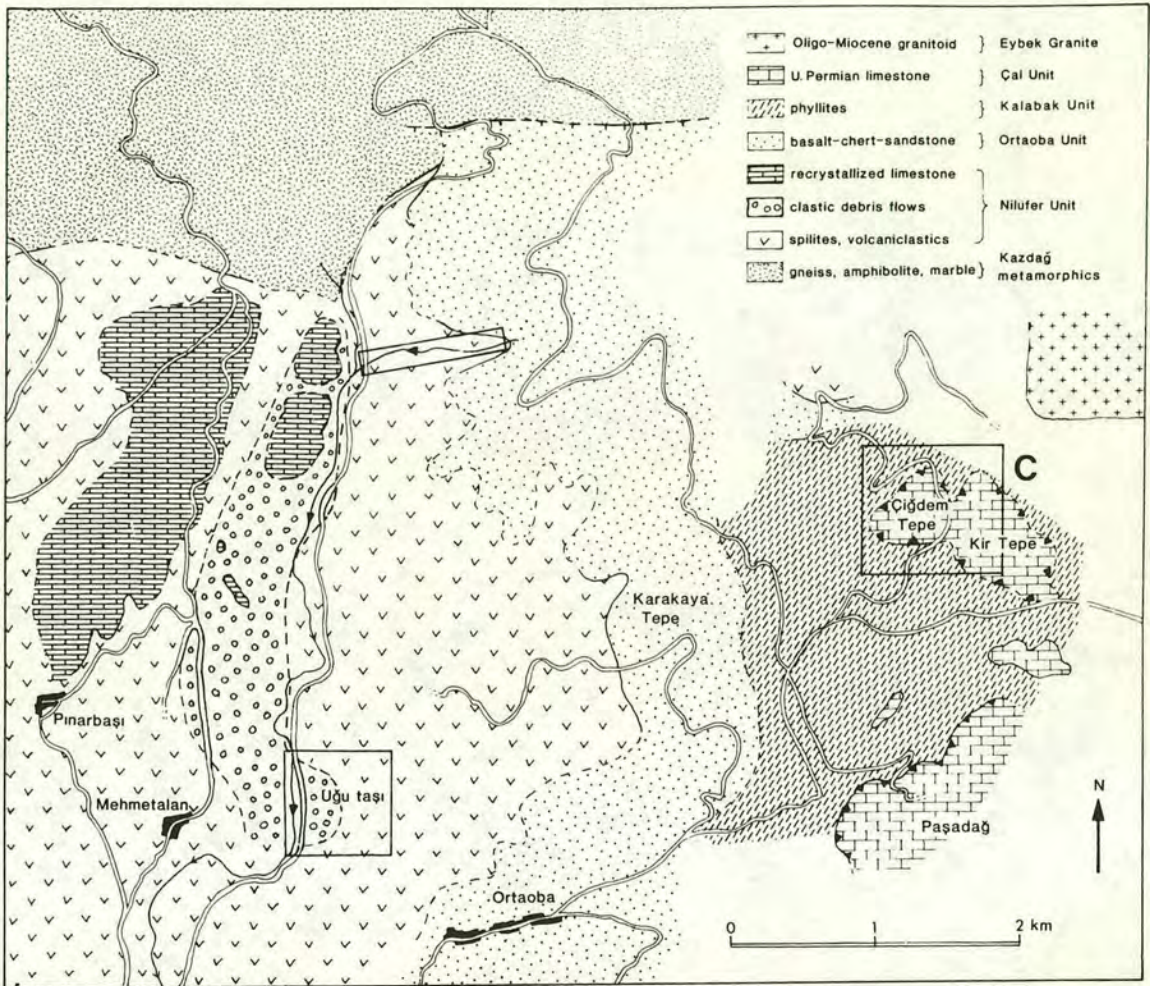 Oligo-Miocene granitoid } Eybek Granite
U. Permian limestone } Çal Unit
phyllites } Kalabak Unit
basalt-chert-sandstone } Ortaoba Unit
recrystallized limestone
clastic debris flows } Nilufer Unit
spilites, volcaniclastics
gneiss, amphibolite, marble } Kazdağ
metamorphics
C
Çiğdem
Tepe
Kir Tepe
Karakaya
Tepe
Pınarbaşı
Mehmetalan
Uğu taşı
Paşadağ
N
Ortaoba
0 1 2 km